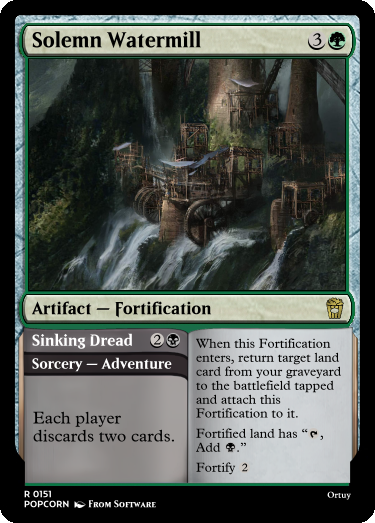 Solemn Watermill 3
Artifact — Fortification
Sinking Dread 2
Sorcery — Adventure
Each player
discards two cards.
When this Fortification
enters, return target land
card from your graveyard
to the battlefield tapped
and attach this
Fortification to it.
Fortified land has “,
Add .”
Fortify 2
R 0151
POPCORN FROM SOFTWARE
Ortuy